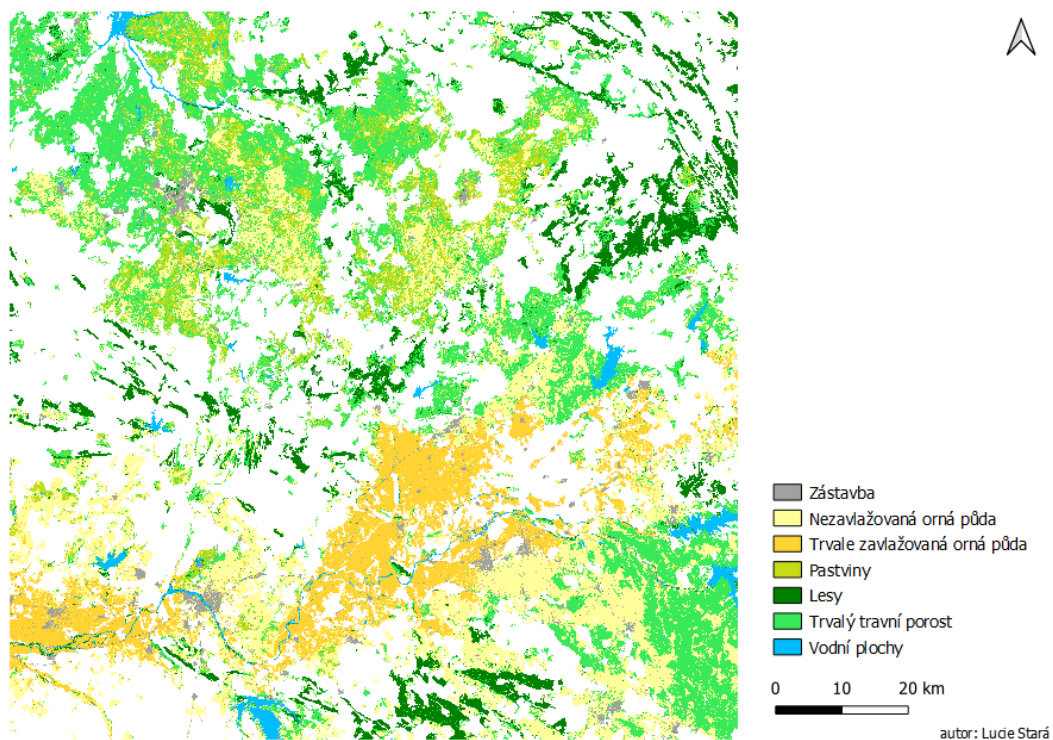 Zástavba
Nezavlažovaná orná půda
Trvale zavlažovaná orná půda
Pastviny
Lesy
Trvalý travní porost
Vodní plochy
0 10 20 km
autor: Lucie Stará